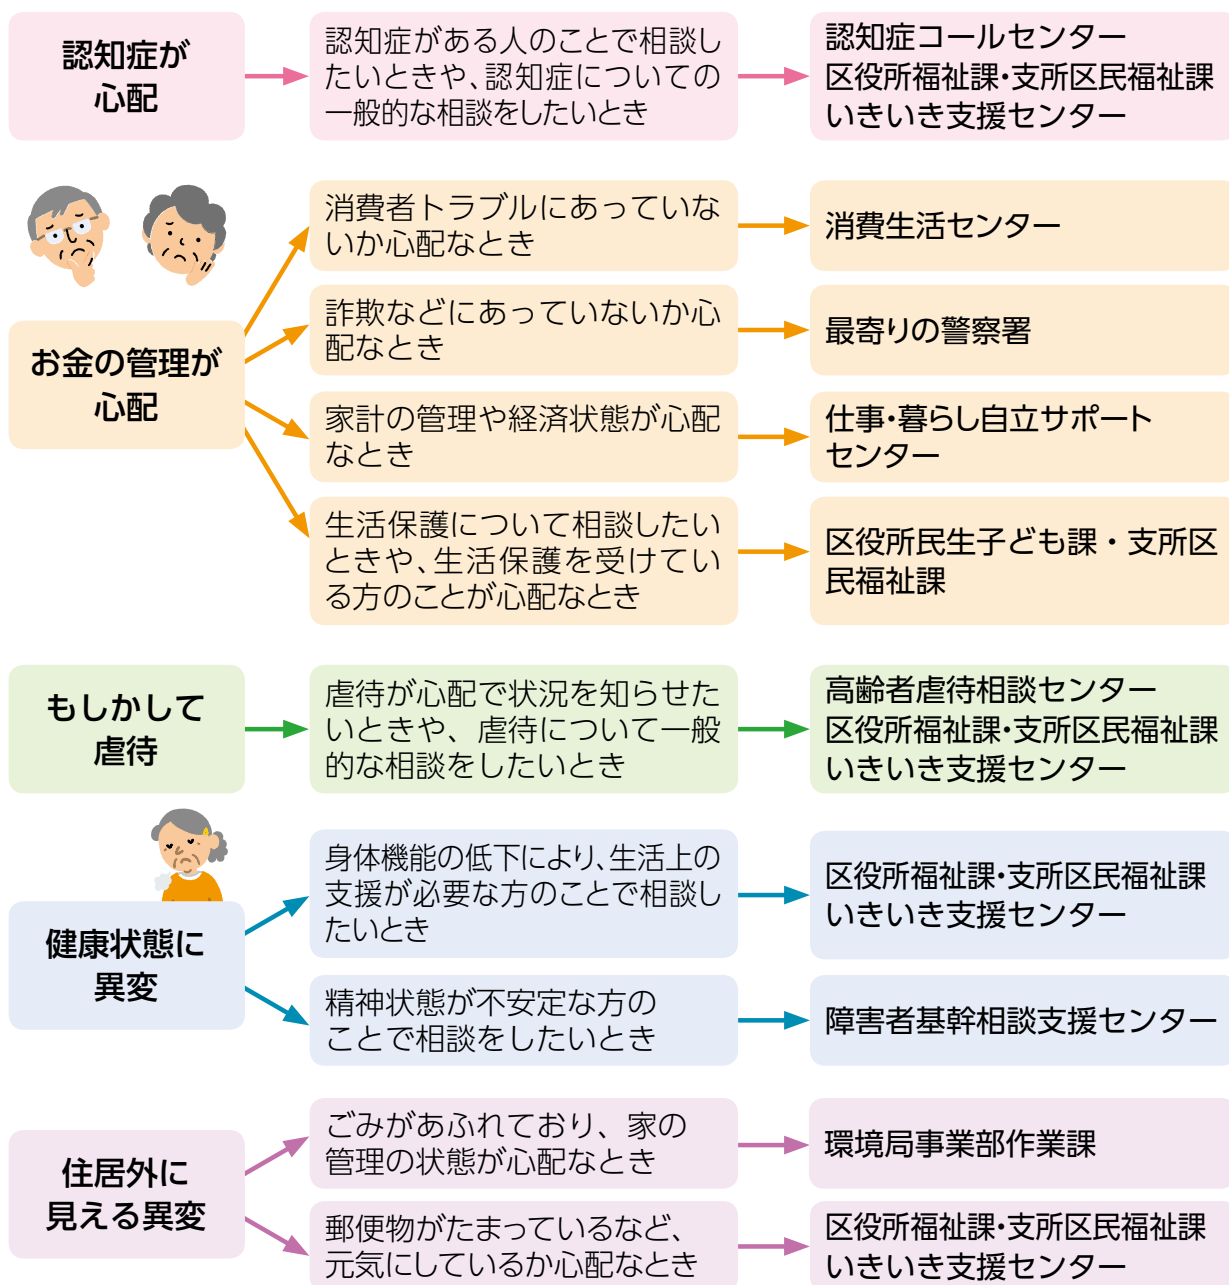 認知症が
心配
認知症がある人のことで相談し
たいときや、認知症についての
一般的な相談をしたいとき
認知症コールセンター
区役所福祉課・支所区民福祉課
いきいき支援センター
お金の管理が
心配
消費者トラブルにあっていな
いか心配なとき
消費生活センター
詐欺などにあっていないか心
配なとき
最寄りの警察署
家計の管理や経済状態が心配
なとき
仕事・暮らし自立サポート
センター
生活保護について相談したい
ときや、生活保護を受けてい
る方のことが心配なとき
区役所民生子ども課・支所区
民福祉課
もしかして
虐待
虐待が心配で状況を知らせた
いときや、虐待について一般
的な相談をしたいとき
高齢者虐待相談センター
区役所福祉課・支所区民福祉課
いきいき支援センター
健康状態に
異変
身体機能の低下により、生活上の
支援が必要な方のことで相談し
たいとき
区役所福祉課・支所区民福祉課
いきいき支援センター
精神状態が不安定な方の
ことで相談をしたいとき
障害者基幹相談支援センター
住居外に
見える異変
ごみがあふれており、家の
管理の状態が心配なとき
環境局事業部作業課
郵便物がたまっているなど、
元気にしているか心配なとき
区役所福祉課・支所区民福祉課
いきいき支援センター